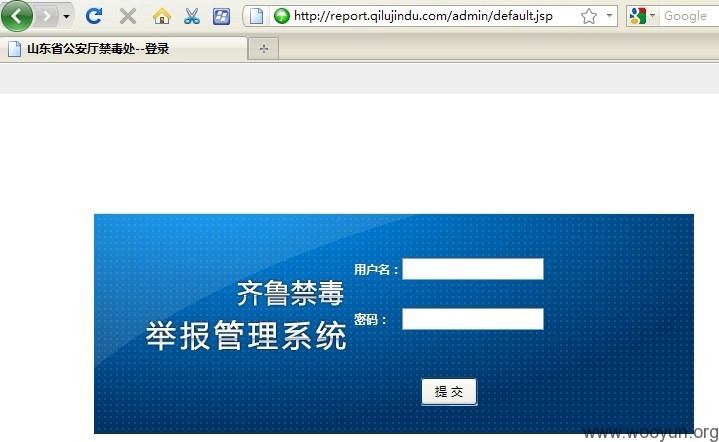 http://report.qilujindu.com/admin/default.jsp
Google
山东省公安厅禁毒处--登录
用户名：
齐鲁禁毒
举报管理系统
密码：
提 交
www.wooyun.org